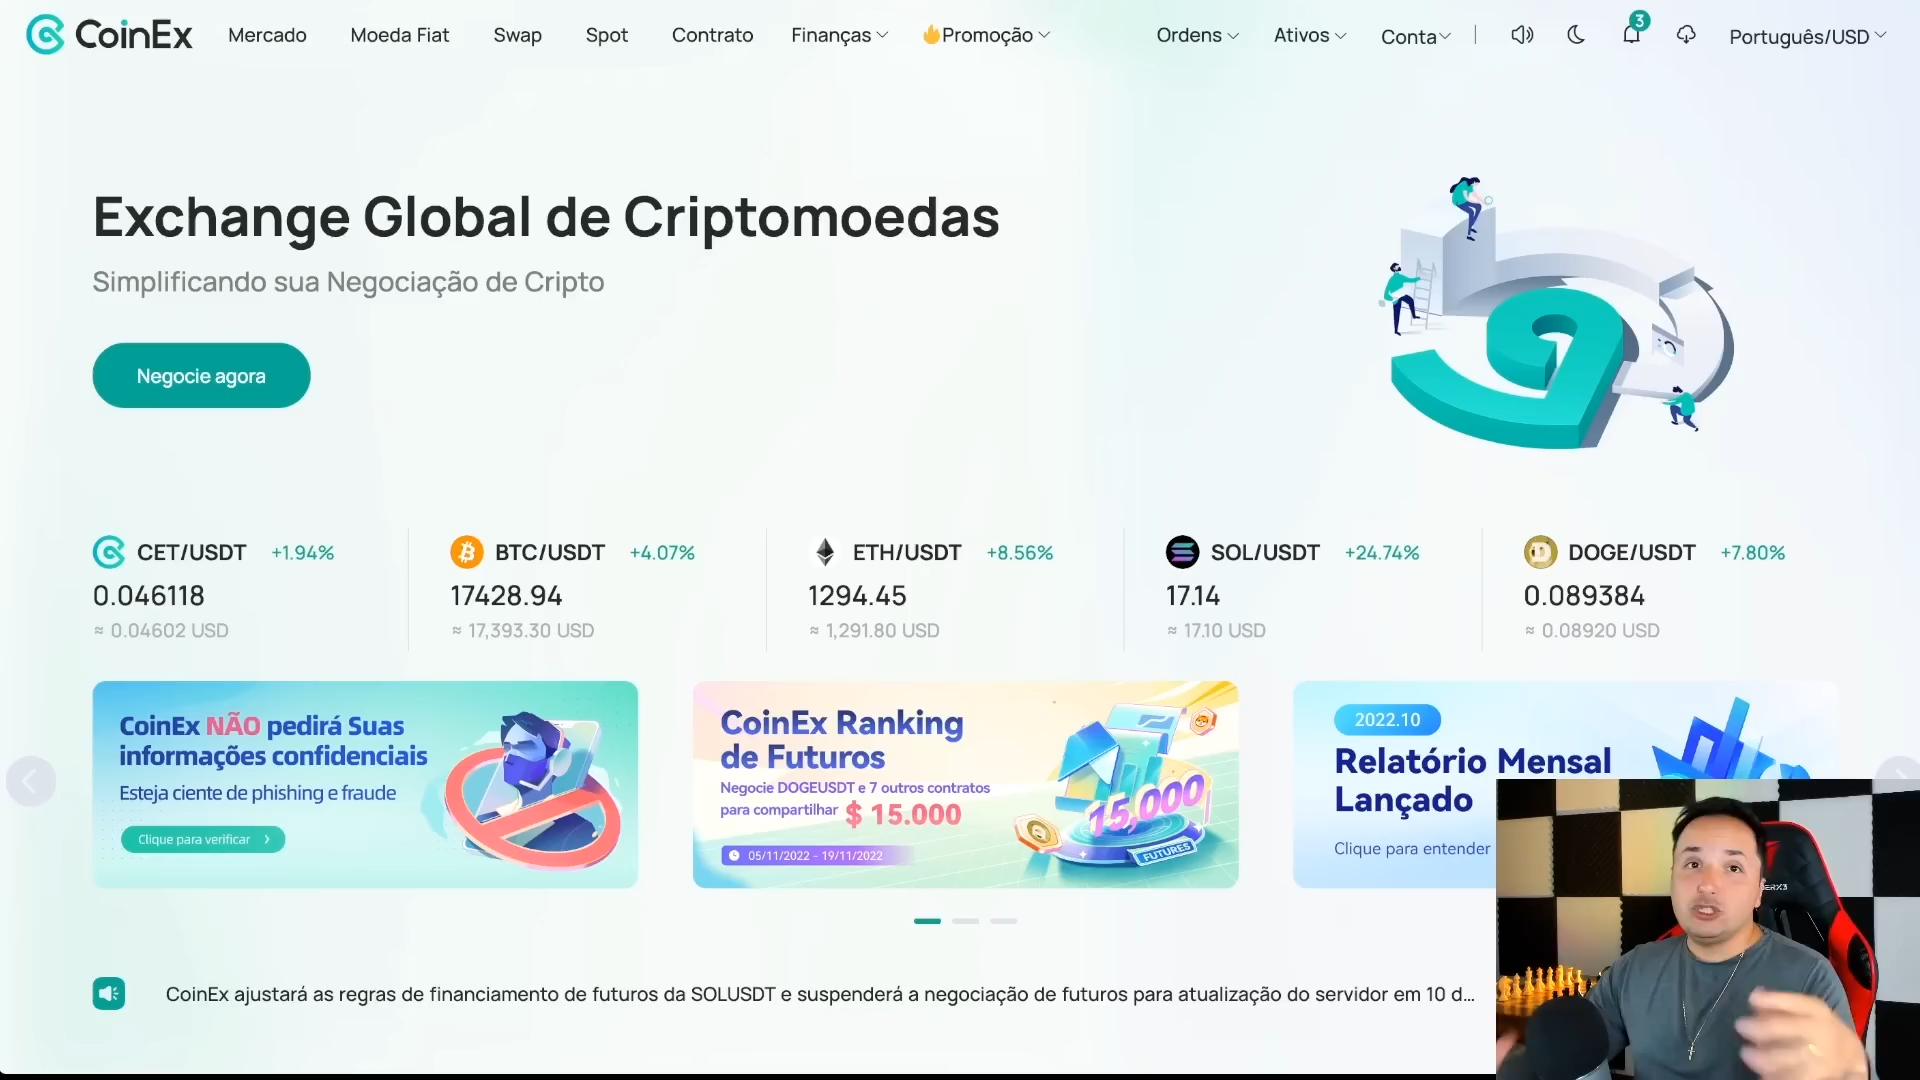 CoinEx
Mercado
Moeda Fiat
Swap
Spot
Contrato
Finanças
Promoção
Ordens
Ativos
Conta
3
Português/USD
Exchange Global de Criptomoedas
Simplificando sua Negociação de Cripto
Negocie agora
CET/USDT +1.94%
0.046118
≈ 0.04602 USD
BTC/USDT +4.07%
17428.94
≈ 17,393.30 USD
ETH/USDT +8.56%
1294.45
≈ 1,291.80 USD
SOL/USDT +24.74%
17.14
≈ 17.10 USD
DOGE/USDT +7.80%
0.089384
≈ 0.08920 USD
CoinEx NÃO pedirá Suas
informações confidenciais
Esteja ciente de phishing e fraude
Clique para verificar
CoinEx Ranking
de Futuros
Negocie DOGEUSDT e 7 outros contratos
para compartilhar $ 15.000
05/11/2022 - 19/11/2022
15,000
FUTURES
2022.10
Relatório Mensal
Lançado
Clique para entender
CoinEx ajustará as regras de financiamento de futuros da SOLUSDT e suspenderá a negociação de futuros para atualização do servidor em 10 d...